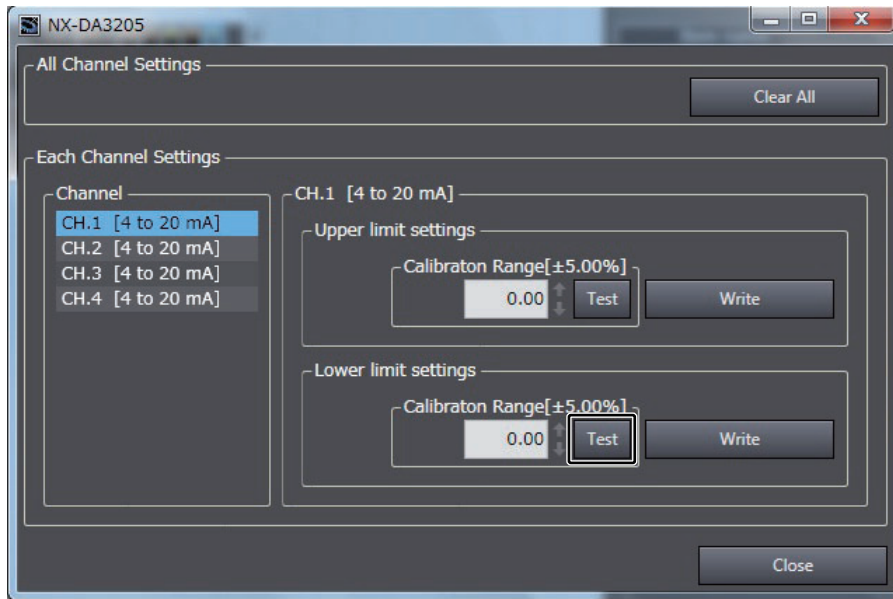 NX-DA3205
All Channel Settings
Clear All
Each Channel Settings
Channel
CH.1 [4 to 20 mA]
CH.2 [4 to 20 mA]
CH.3 [4 to 20 mA]
CH.4 [4 to 20 mA]
CH.1 [4 to 20 mA]
Upper limit settings
Calibraton Range[±5.00%]
0.00 Test Write
Lower limit settings
Calibraton Range[±5.00%]
0.00 Test Write
Close